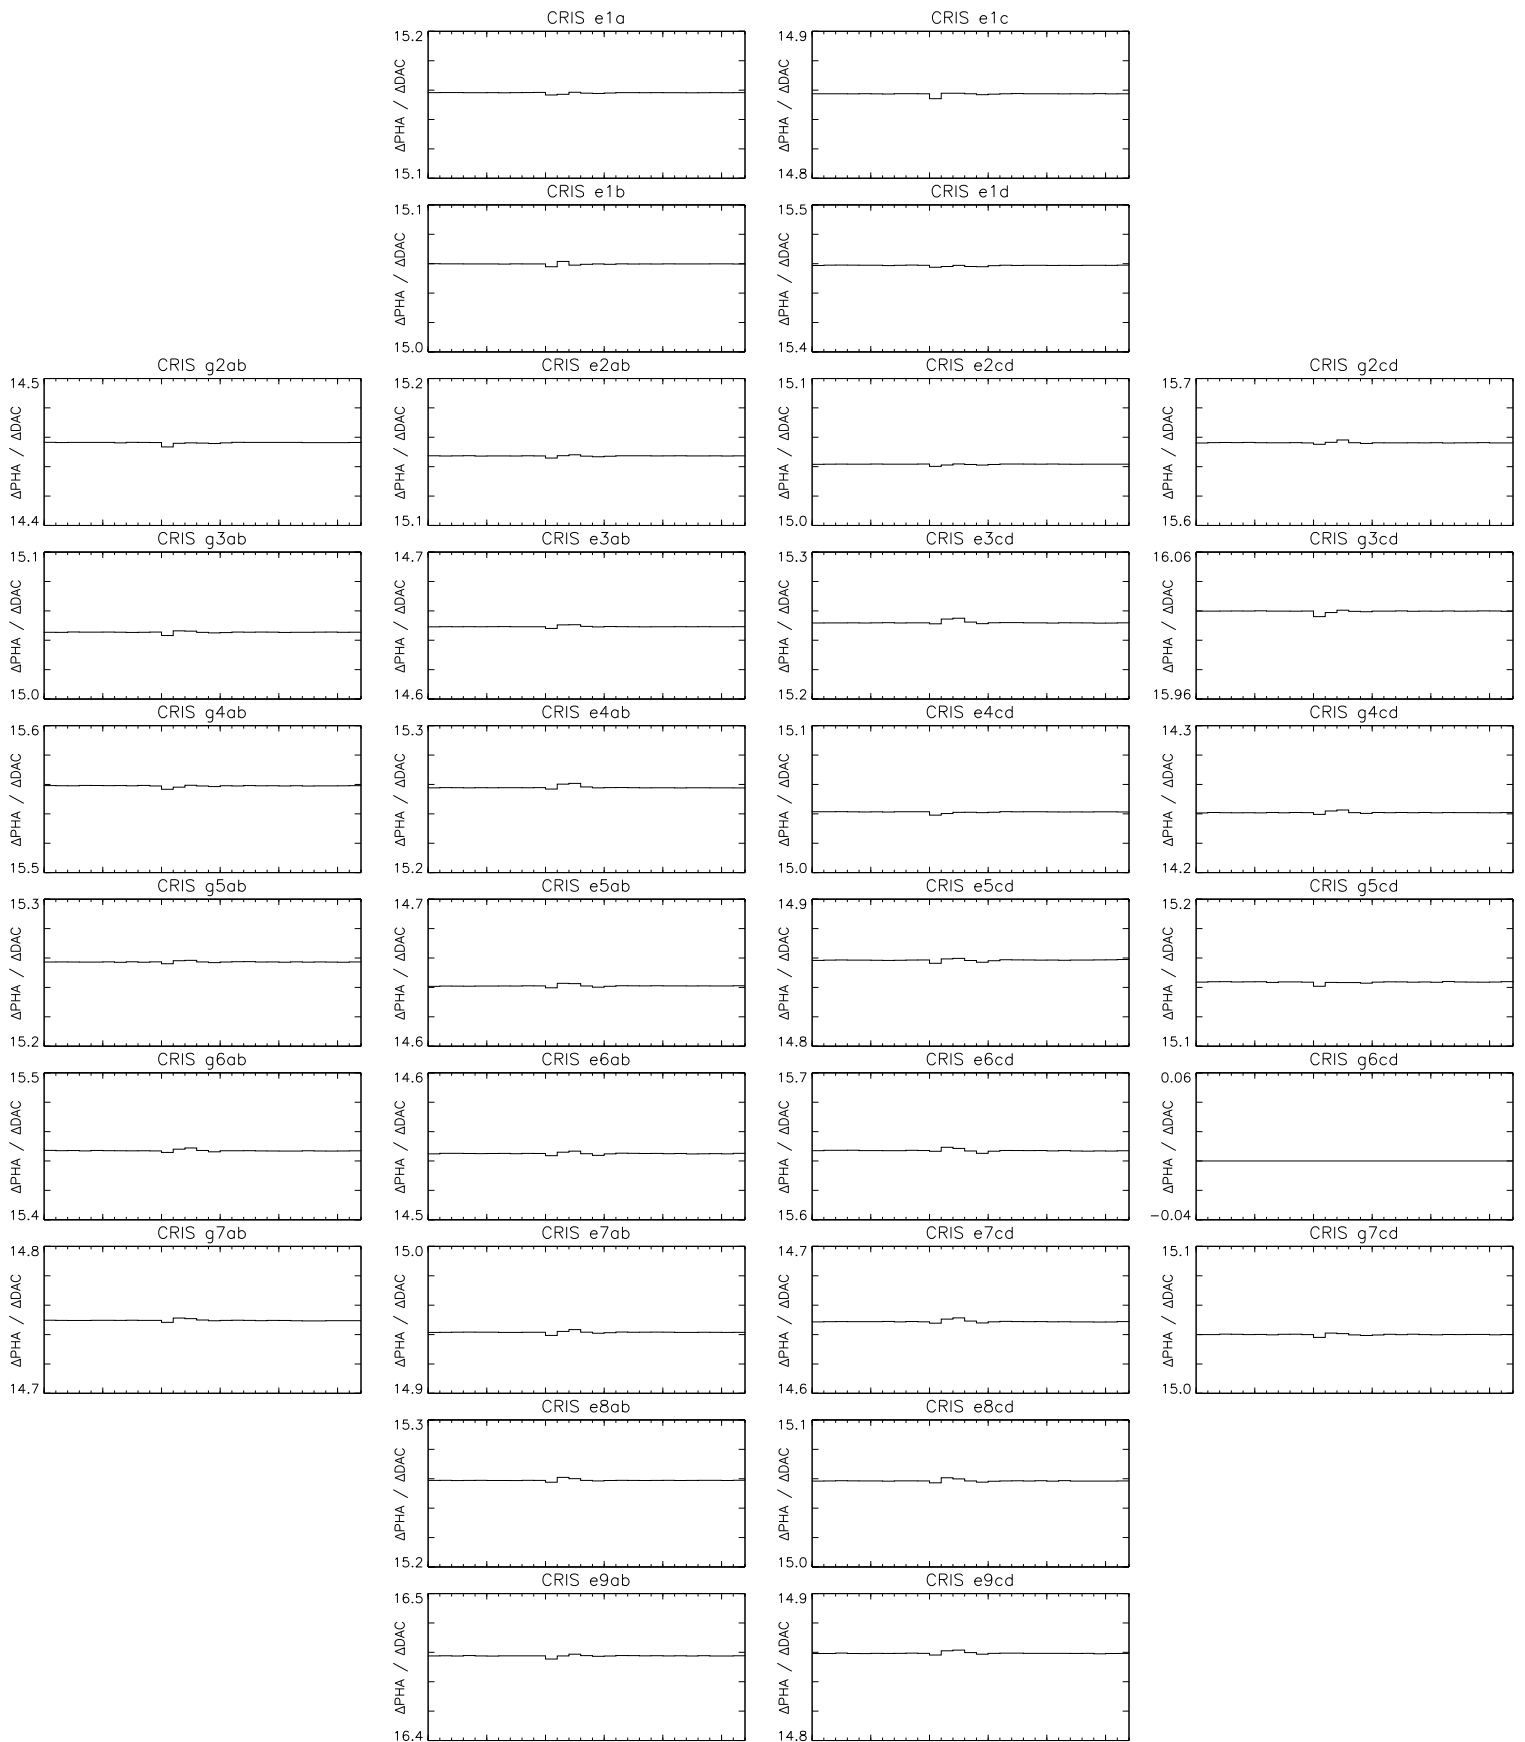 CRIS e1a
15.2
ΔPHA / ΔDAC
15.1
CRIS e1c
14.9
ΔPHA / ΔDAC
14.8
CRIS e1b
15.1
ΔPHA / ΔDAC
15.0
CRIS e1d
15.5
ΔPHA / ΔDAC
15.4
CRIS g2ab
14.5
ΔPHA / ΔDAC
14.4
CRIS e2ab
15.2
ΔPHA / ΔDAC
15.1
CRIS e2cd
15.1
ΔPHA / ΔDAC
15.0
CRIS g2cd
15.7
ΔPHA / ΔDAC
15.6
CRIS g3ab
15.1
ΔPHA / ΔDAC
15.0
CRIS e3ab
14.7
ΔPHA / ΔDAC
14.6
CRIS e3cd
15.3
ΔPHA / ΔDAC
15.2
CRIS g3cd
16.06
ΔPHA / ΔDAC
15.96
CRIS g4ab
15.6
ΔPHA / ΔDAC
15.5
CRIS e4ab
15.3
ΔPHA / ΔDAC
15.2
CRIS e4cd
15.1
ΔPHA / ΔDAC
15.0
CRIS g4cd
14.3
ΔPHA / ΔDAC
14.2
CRIS g5ab
15.3
ΔPHA / ΔDAC
15.2
CRIS e5ab
14.7
ΔPHA / ΔDAC
14.6
CRIS e5cd
14.9
ΔPHA / ΔDAC
14.8
CRIS g5cd
15.2
ΔPHA / ΔDAC
15.1
CRIS g6ab
15.5
ΔPHA / ΔDAC
15.4
CRIS e6ab
14.6
ΔPHA / ΔDAC
14.5
CRIS e6cd
15.7
ΔPHA / ΔDAC
15.6
CRIS g6cd
0.06
ΔPHA / ΔDAC
−0.04
CRIS g7ab
14.8
ΔPHA / ΔDAC
14.7
CRIS e7ab
15.0
ΔPHA / ΔDAC
14.9
CRIS e7cd
14.7
ΔPHA / ΔDAC
14.6
CRIS g7cd
15.1
ΔPHA / ΔDAC
15.0
CRIS e8ab
15.3
ΔPHA / ΔDAC
15.2
CRIS e8cd
15.1
ΔPHA / ΔDAC
15.0
CRIS e9ab
16.5
ΔPHA / ΔDAC
16.4
CRIS e9cd
14.9
ΔPHA / ΔDAC
14.8